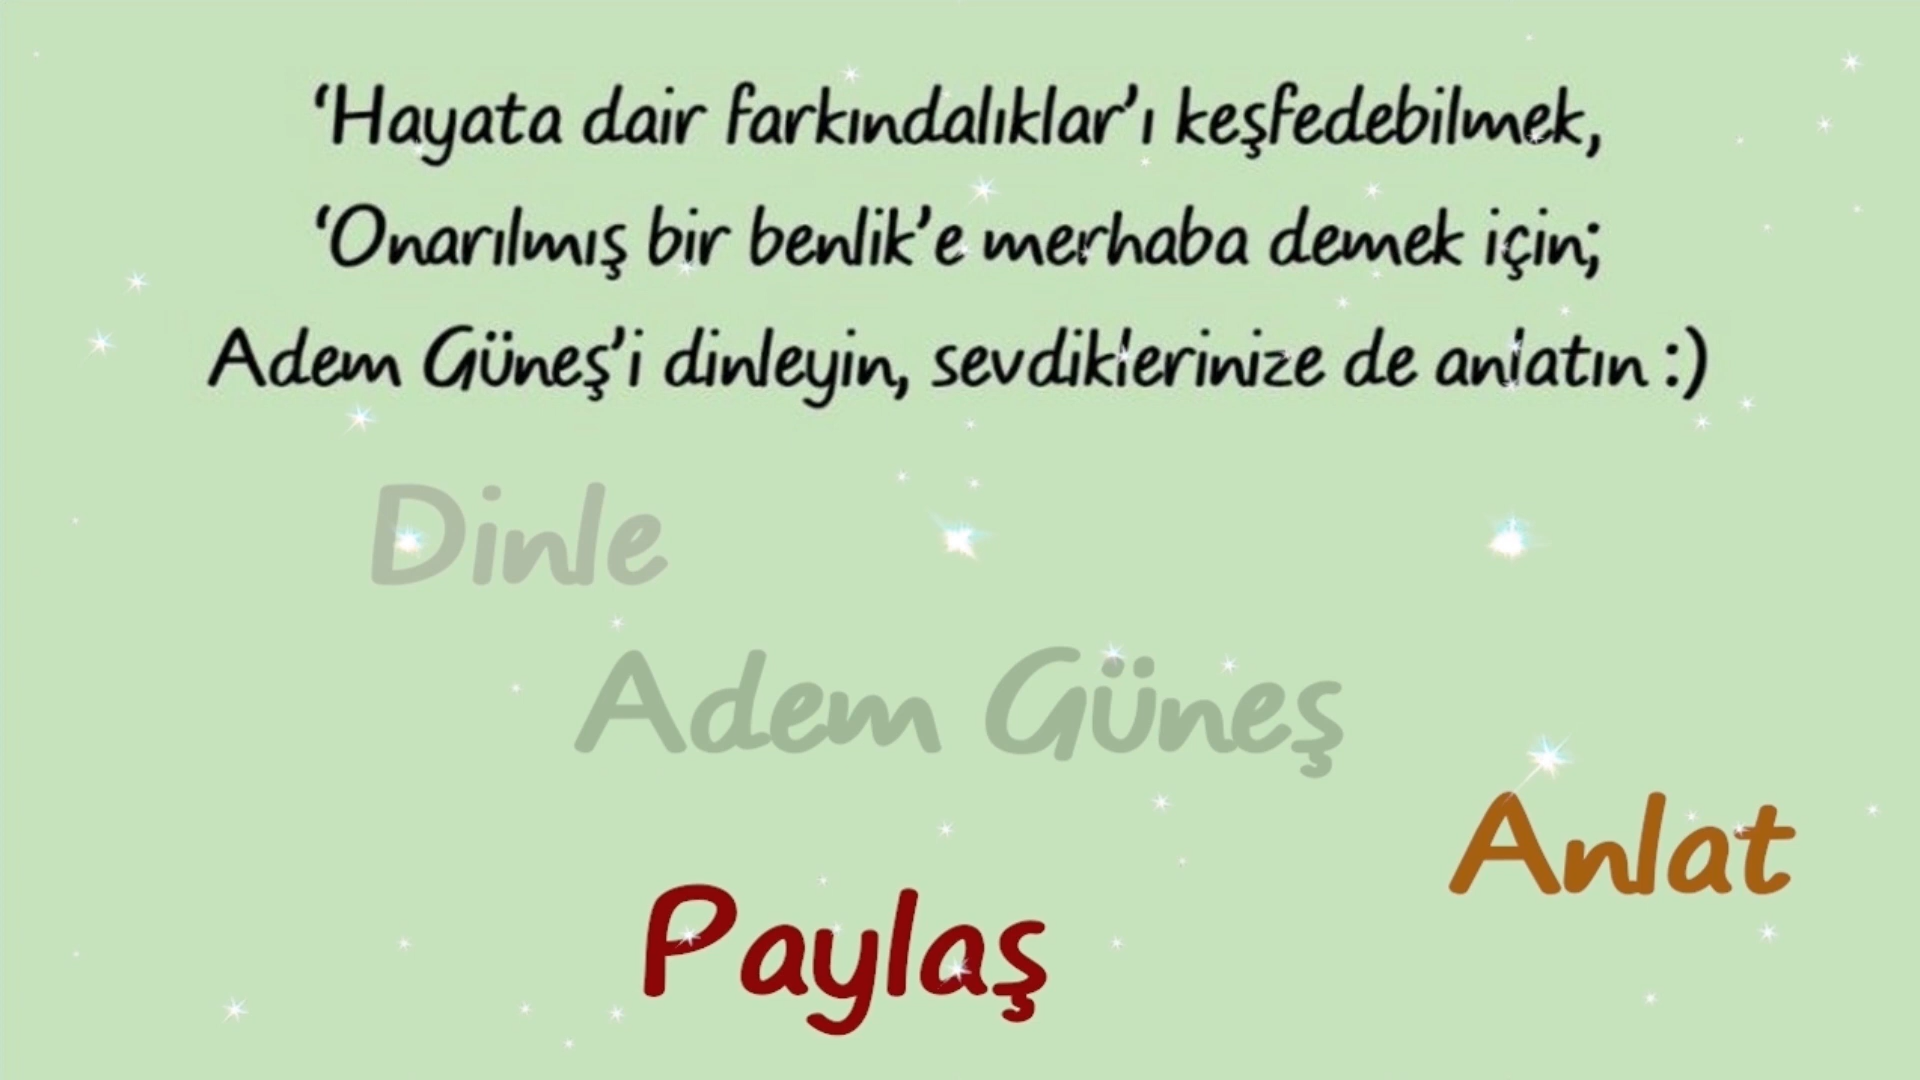 ‘Hayata dair farkındalıklar’ı keşfedebilmek,
‘Onarılmış bir benlik’e merhaba demek için;
Adem Güneş’i dinleyin, sevdiklerinize de anlatın :)
Dinle
Adem Güneş
Anlat
Paylaş